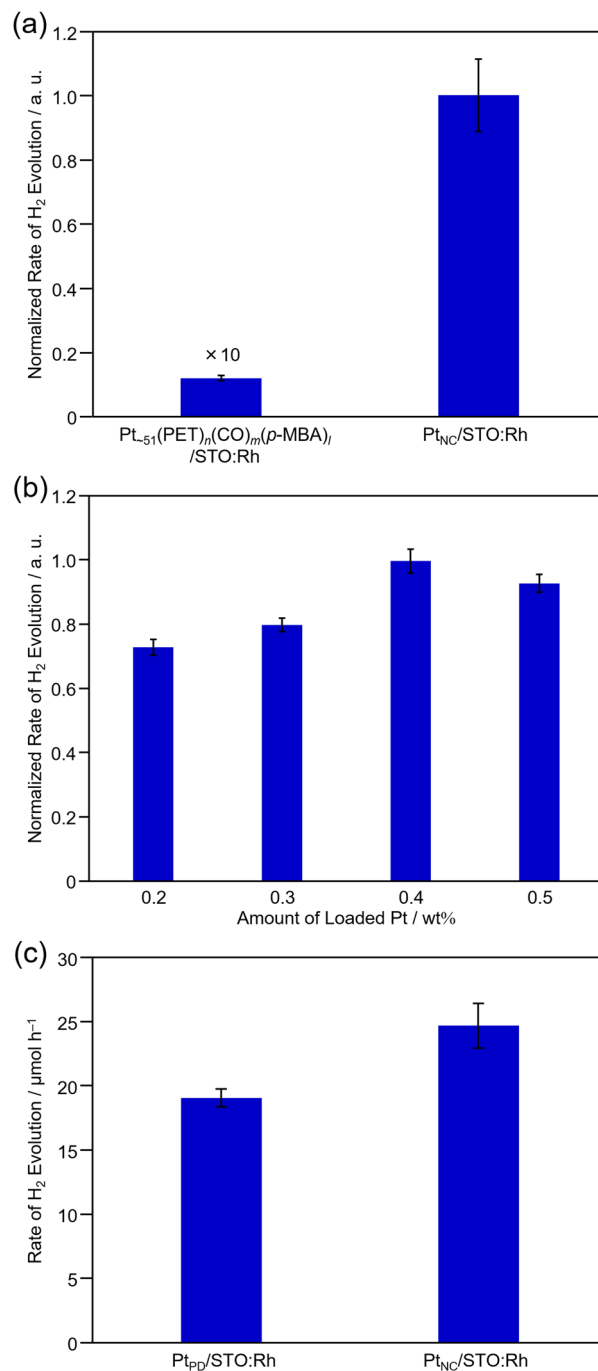 (a)
Normalized Rate of H₂ Evolution / a. u.
1.2
1.0
0.8
0.6
0.4
0.2
0
× 10
Pt~51(PET)n(CO)m(p-MBA)l
/STO:Rh
PtNC/STO:Rh
(b)
Normalized Rate of H₂ Evolution / a. u.
1.2
1.0
0.8
0.6
0.4
0.2
0
0.2
0.3
0.4
0.5
Amount of Loaded Pt / wt%
(c)
Rate of H₂ Evolution / μmol h⁻¹
30
25
20
15
10
5
0
PtPD/STO:Rh
PtNC/STO:Rh